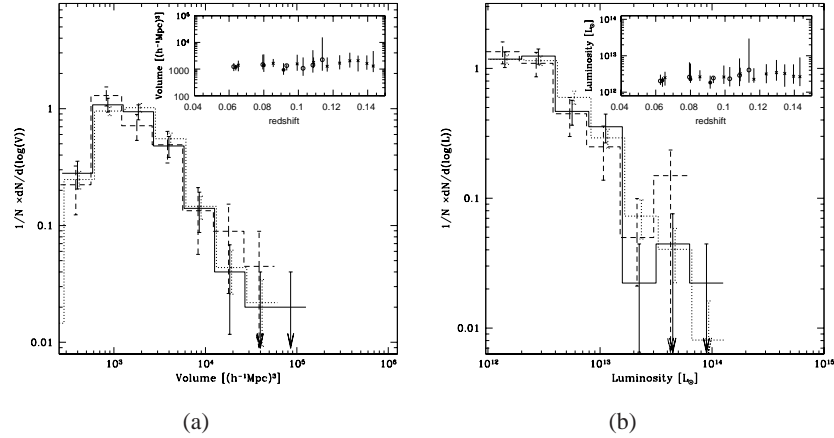 10⁵
10⁴
1000
100
Volume [(h⁻¹Mpc)³]
0.04 0.06 0.08 0.10 0.12 0.14
redshift
1
0.1
0.01
1/N ×dN/d(log(V))
10³ 10⁴ 10⁵ 10⁶
Volume [(h⁻¹Mpc)³]
(a)
10¹⁴
10¹³
10¹²
Luminosity [L☉]
0.04 0.06 0.08 0.10 0.12 0.14
redshift
1
0.1
0.01
1/N ×dN/d(log(L))
10¹² 10¹³ 10¹⁴ 10¹⁵
Luminosity [L☉]
(b)